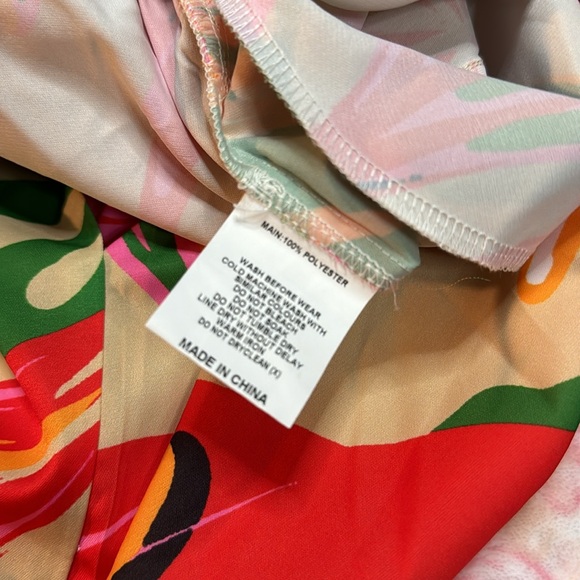 MAIN:100% POLYESTER
WASH BEFORE WEAR
COLD MACHINE WASH WITH
SIMILAR COLOURS
DO NOT BLEACH
DO NOT SOAK
DO NOT TUMBLE DRY
LINE DRY WITHOUT DELAY
WARM IRON
DO NOT DRYCLEAN (X)
MADE IN CHINA